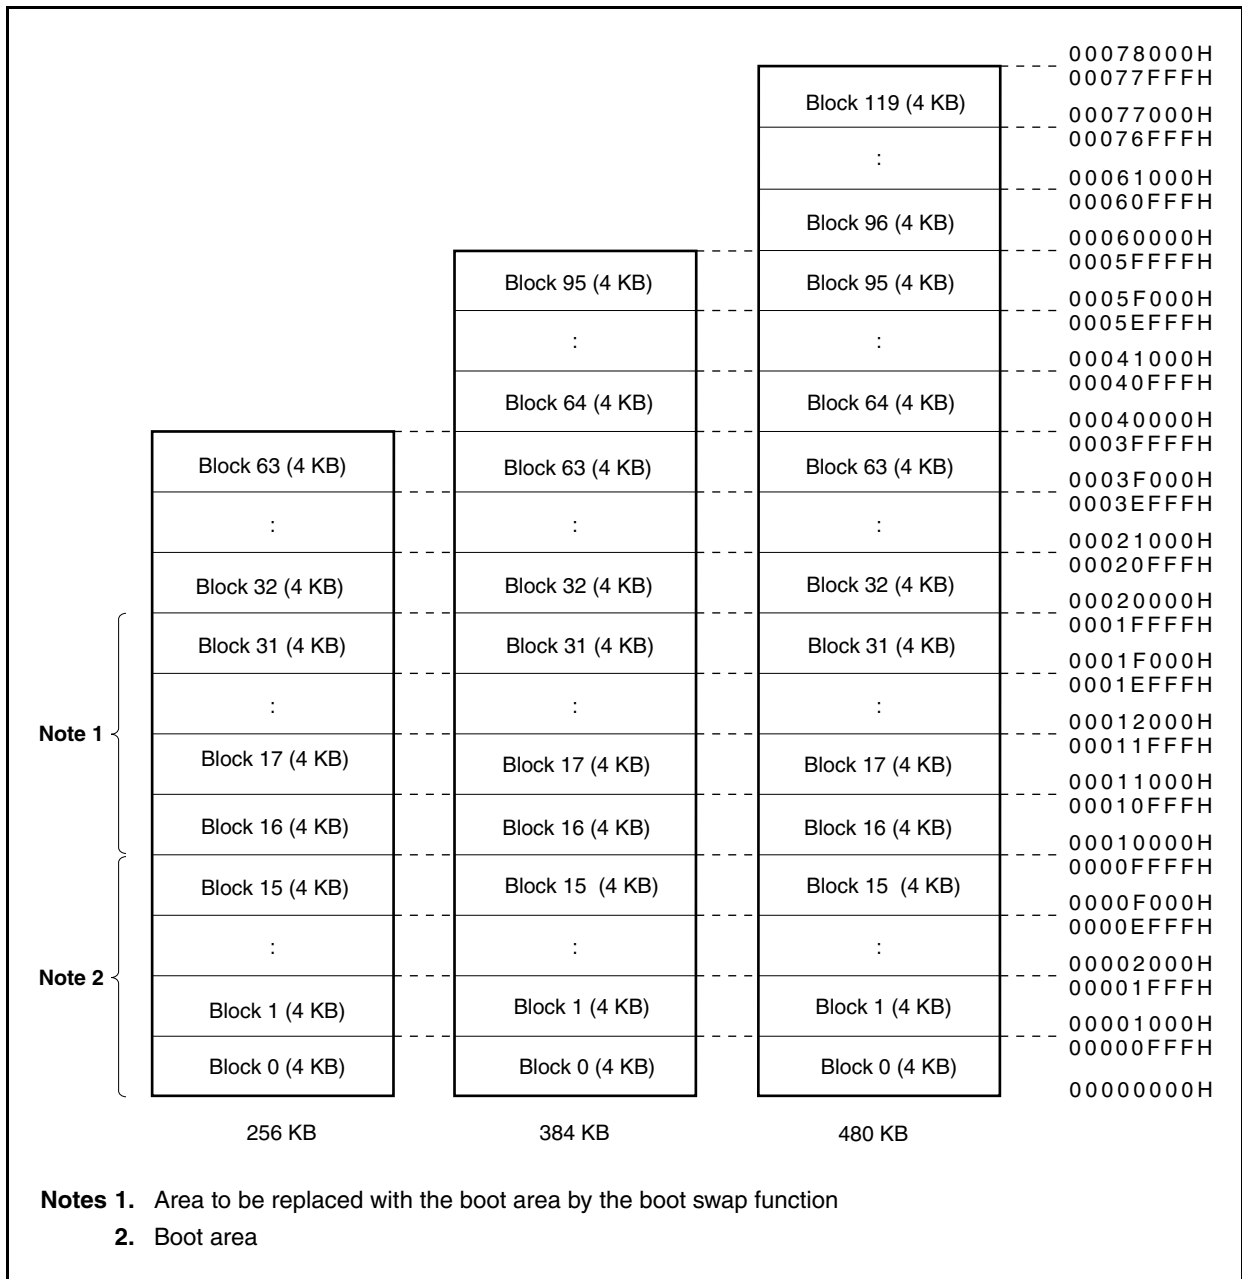 00078000H
00077FFFH
Block 119 (4 KB)
00077000H
00076FFFH
:
00061000H
00060FFFH
Block 96 (4 KB)
00060000H
0005FFFFH
Block 95 (4 KB) Block 95 (4 KB)
0005F000H
0005EFFFH
: :
00041000H
00040FFFH
Block 64 (4 KB) Block 64 (4 KB)
00040000H
0003FFFFH
Block 63 (4 KB) Block 63 (4 KB) Block 63 (4 KB)
0003F000H
0003EFFFH
: : :
00021000H
00020FFFH
Block 32 (4 KB) Block 32 (4 KB) Block 32 (4 KB)
00020000H
0001FFFFH
Block 31 (4 KB) Block 31 (4 KB) Block 31 (4 KB)
0001F000H
0001EFFFH
: : :
Note 1
00012000H
00011FFFH
Block 17 (4 KB) Block 17 (4 KB) Block 17 (4 KB)
00011000H
00010FFFH
Block 16 (4 KB) Block 16 (4 KB) Block 16 (4 KB)
00010000H
0000FFFFH
Block 15 (4 KB) Block 15 (4 KB) Block 15 (4 KB)
0000F000H
0000EFFFH
: : :
Note 2
00002000H
00001FFFH
Block 1 (4 KB) Block 1 (4 KB) Block 1 (4 KB)
00001000H
00000FFFH
Block 0 (4 KB) Block 0 (4 KB) Block 0 (4 KB)
00000000H
256 KB 384 KB 480 KB
Notes 1. Area to be replaced with the boot area by the boot swap function
2. Boot area